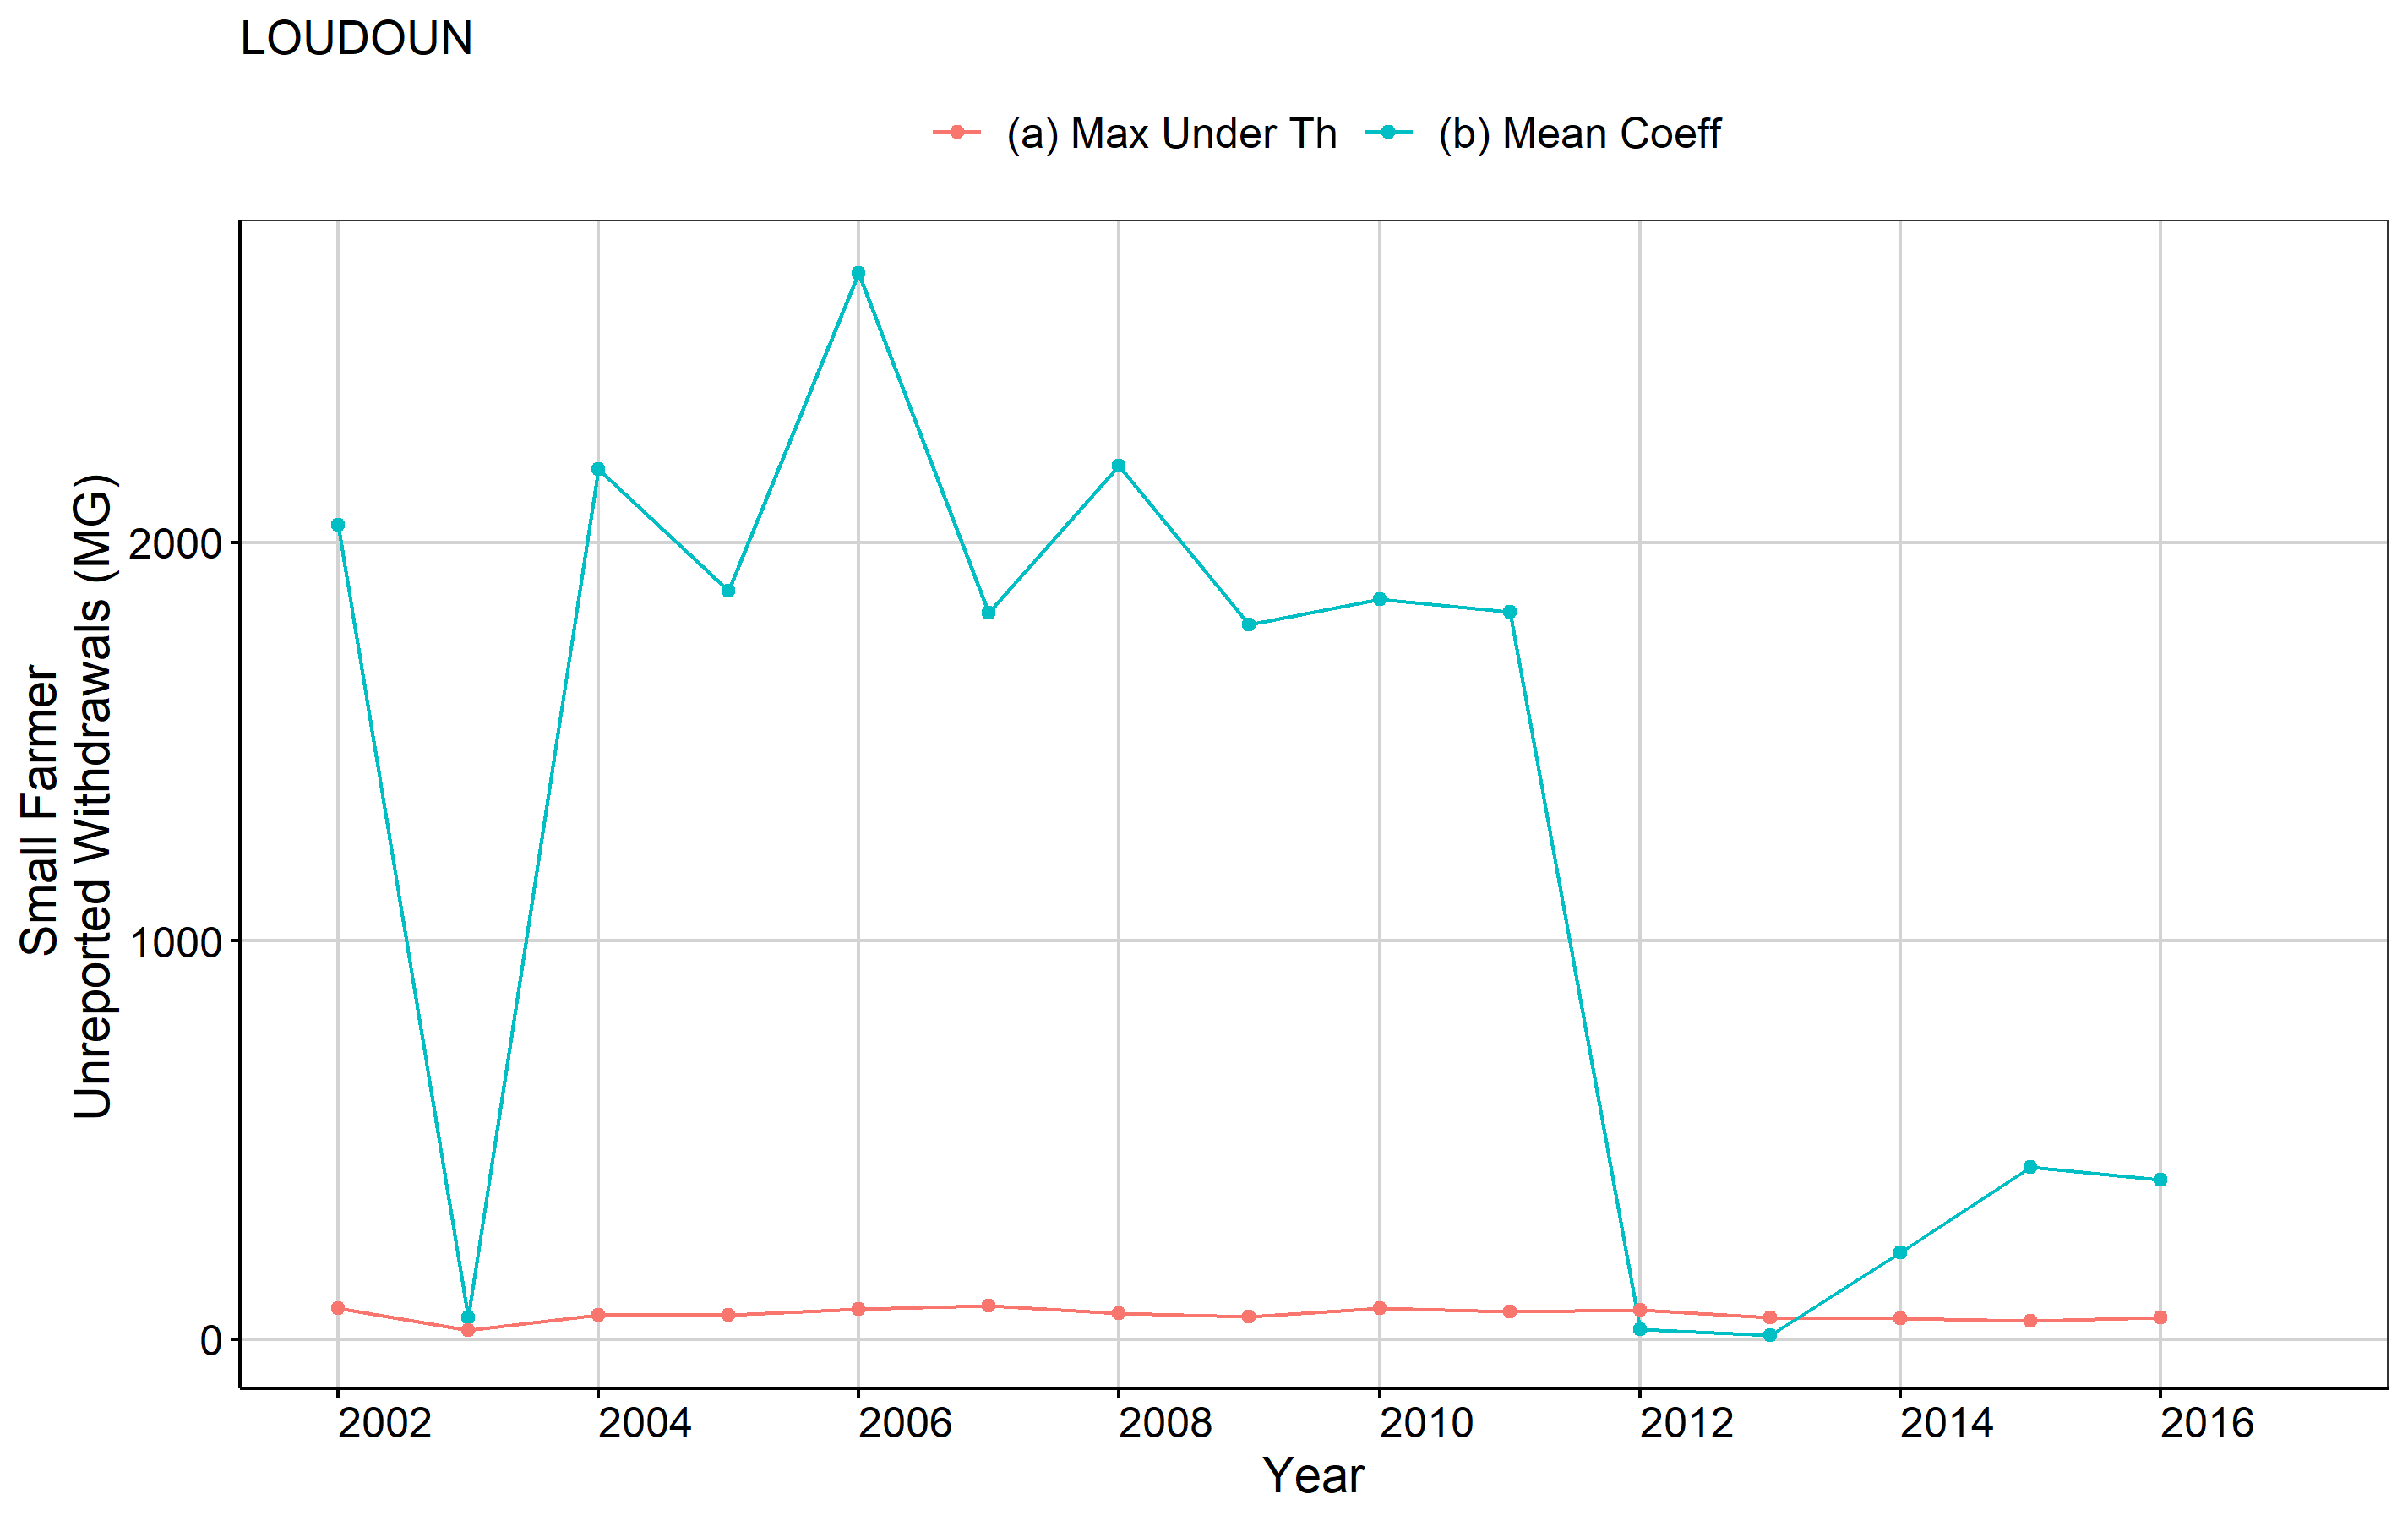 LOUDOUN
(a) Max Under Th (b) Mean Coeff
Small Farmer
Unreported Withdrawals (MG)
2000
1000
0
2002 2004 2006 2008 2010 2012 2014 2016
Year